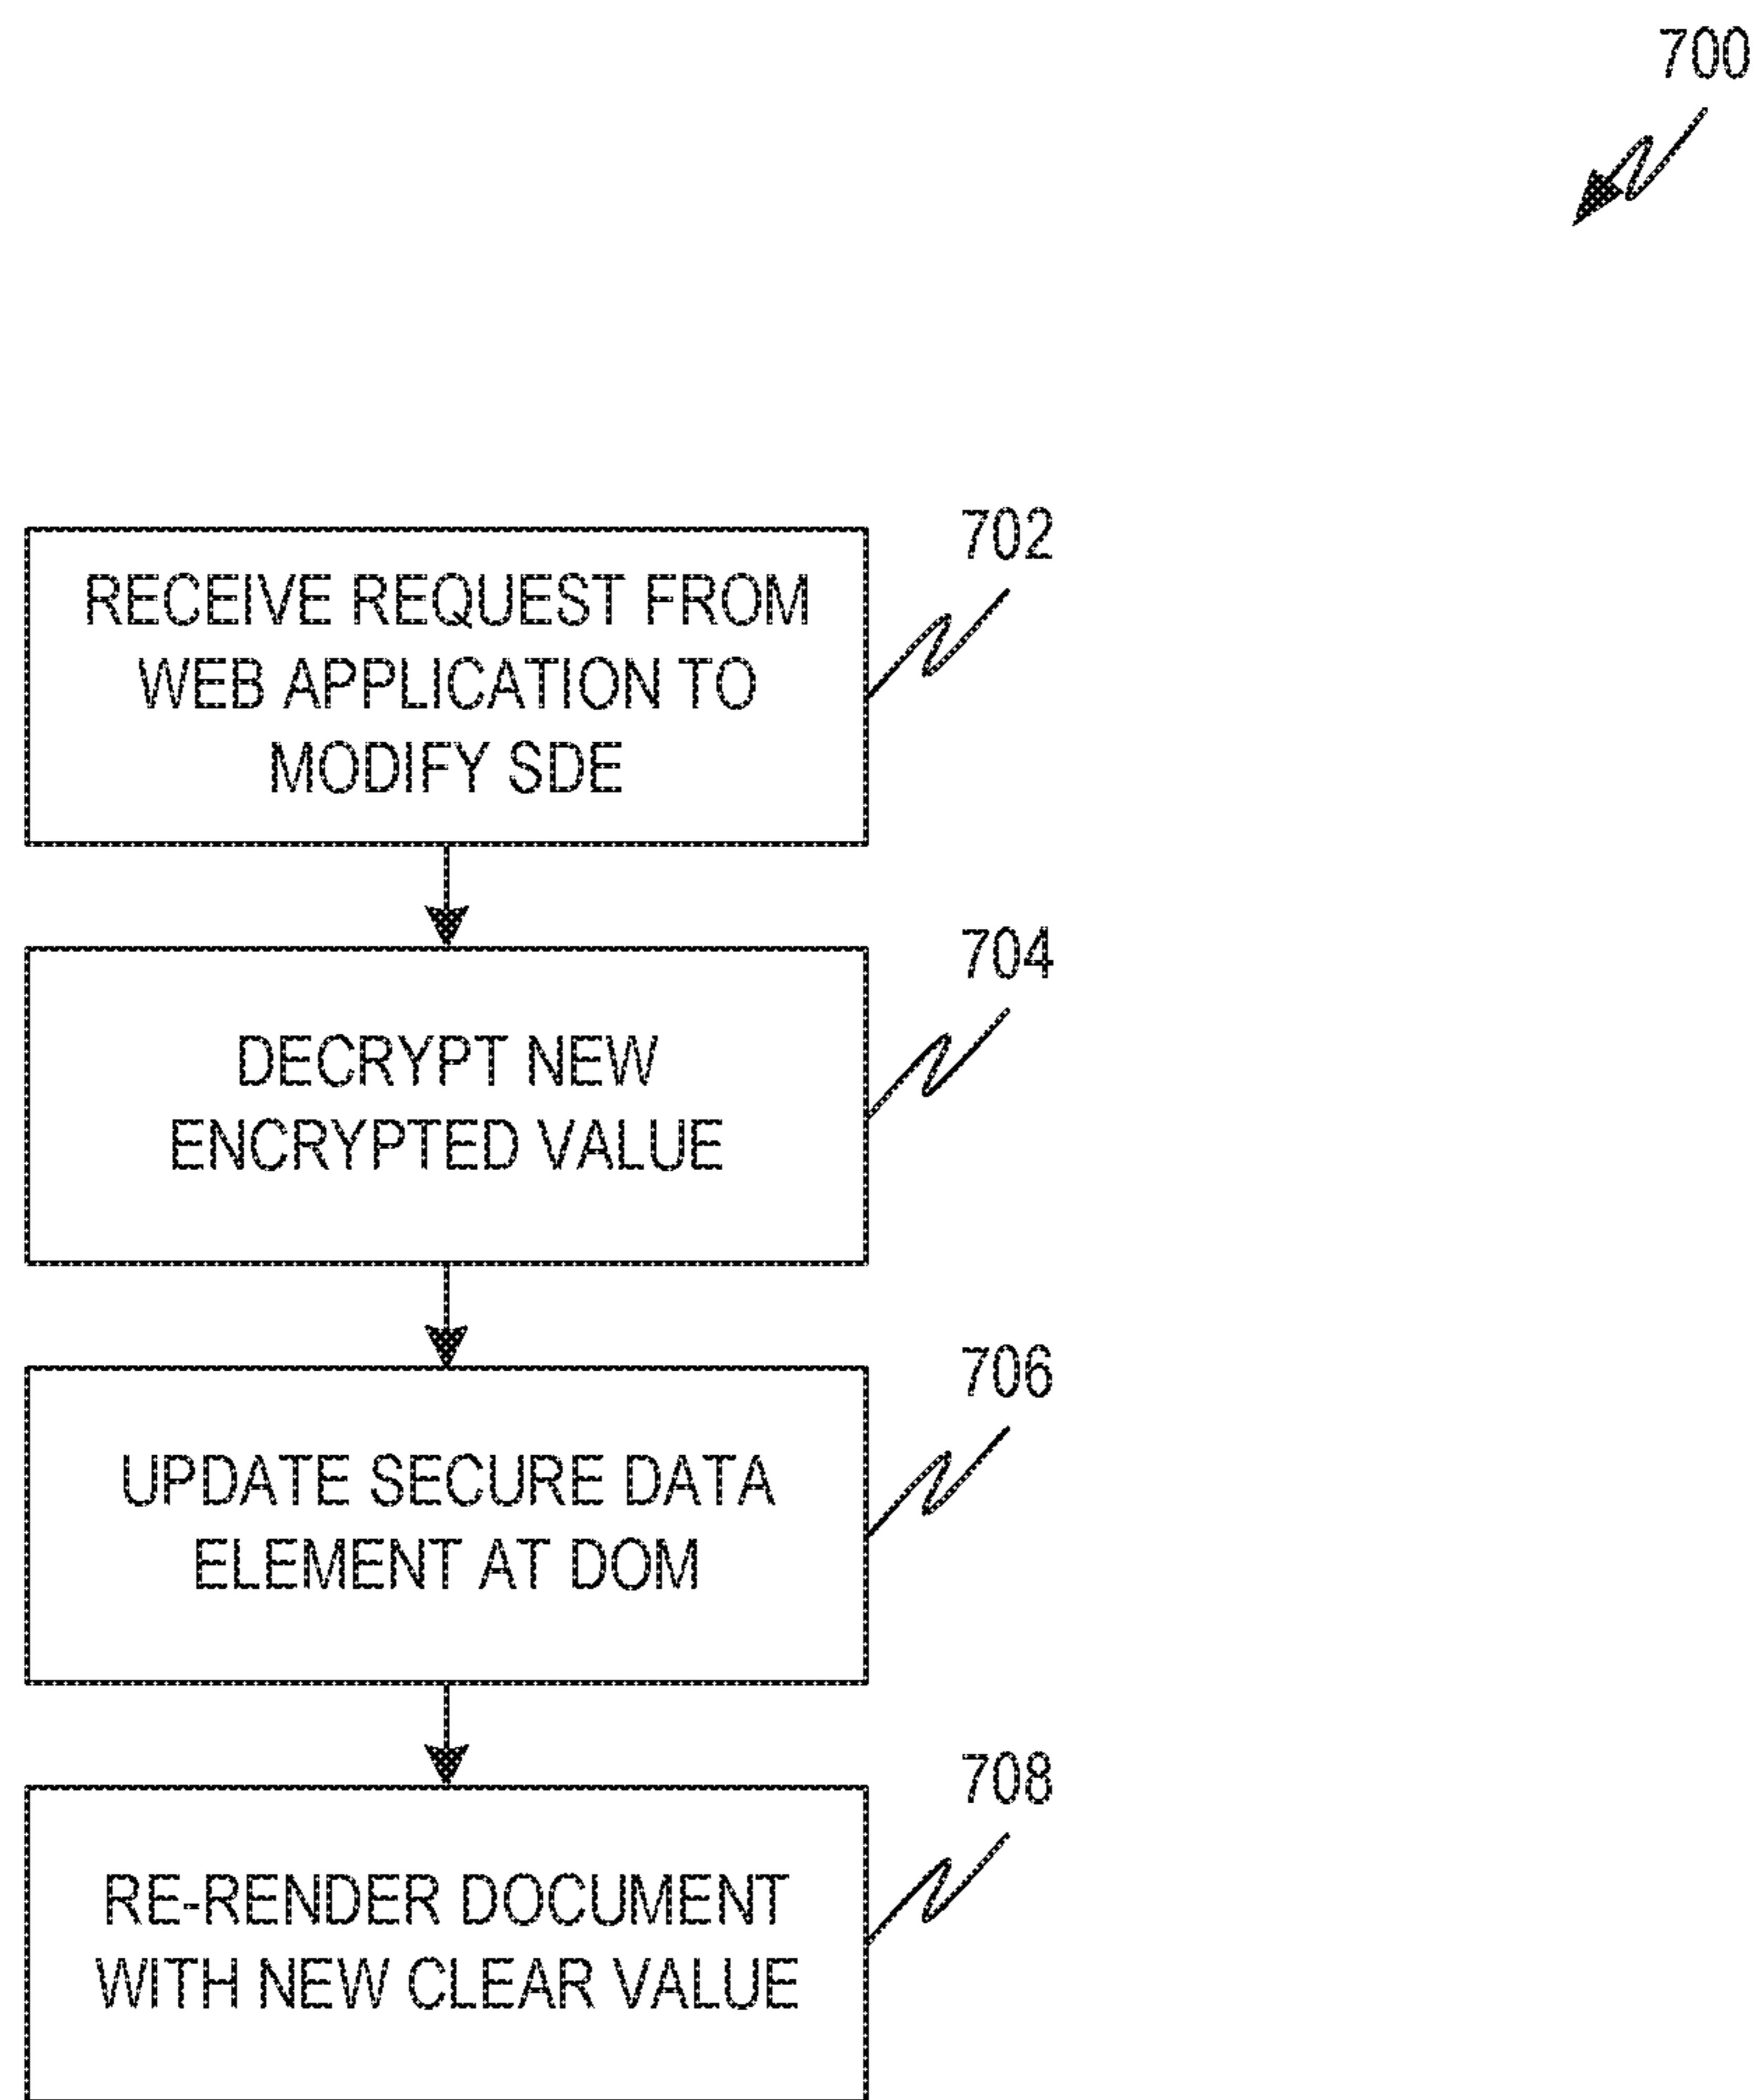 700
702
RECEIVE REQUEST FROM
WEB APPLICATION TO
MODIFY SDE
704
DECRYPT NEW
ENCRYPTED VALUE
706
UPDATE SECURE DATA
ELEMENT AT DOM
708
RE-RENDER DOCUMENT
WITH NEW CLEAR VALUE